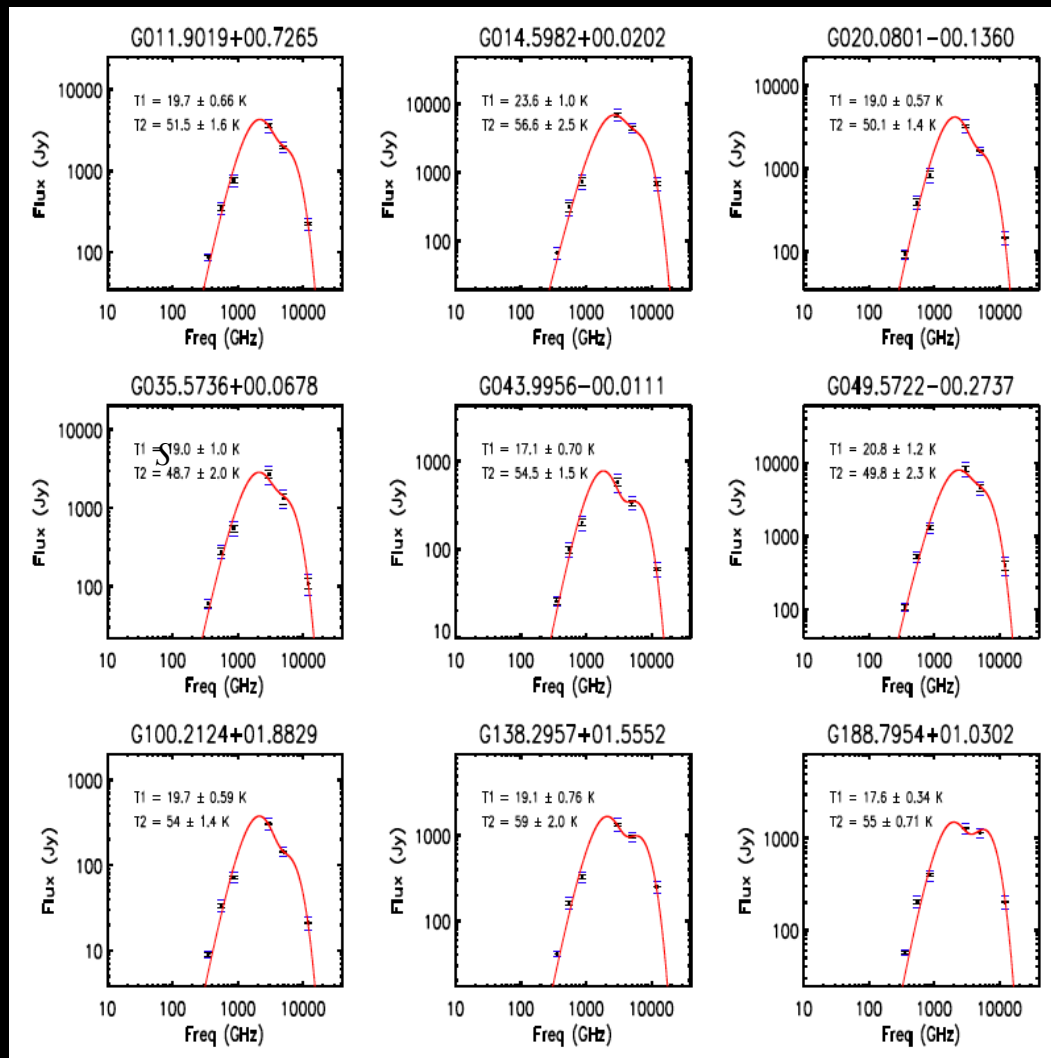 G011.9019+00.7265
T1 = 19.7 ± 0.66 K
T2 = 51.5 ± 1.6 K
10000
1000
100
Flux (Jy)
10 100 1000 10000
Freq (GHz)
G014.5982+00.0202
T1 = 23.6 ± 1.0 K
T2 = 56.6 ± 2.5 K
10000
1000
100
Flux (Jy)
10 100 1000 10000
Freq (GHz)
G020.0801−00.1360
T1 = 19.0 ± 0.57 K
T2 = 50.1 ± 1.4 K
10000
1000
100
Flux (Jy)
10 100 1000 10000
Freq (GHz)
G035.5736+00.0678
T1 = 19.0 ± 1.0 K
S
T2 = 48.7 ± 2.0 K
10000
1000
100
Flux (Jy)
10 100 1000 10000
Freq (GHz)
G043.9956−00.0111
T1 = 17.1 ± 0.70 K
T2 = 54.5 ± 1.5 K
1000
100
10
Flux (Jy)
10 100 1000 10000
Freq (GHz)
G049.5722−00.2737
T1 = 20.8 ± 1.2 K
T2 = 49.8 ± 2.3 K
10000
1000
100
Flux (Jy)
10 100 1000 10000
Freq (GHz)
G100.2124+01.8829
T1 = 19.7 ± 0.59 K
T2 = 54 ± 1.4 K
1000
100
10
Flux (Jy)
10 100 1000 10000
Freq (GHz)
G138.2957+01.5552
T1 = 19.1 ± 0.76 K
T2 = 59 ± 2.0 K
1000
100
Flux (Jy)
10 100 1000 10000
Freq (GHz)
G188.7954+01.0302
T1 = 17.6 ± 0.34 K
T2 = 55 ± 0.71 K
1000
100
Flux (Jy)
10 100 1000 10000
Freq (GHz)